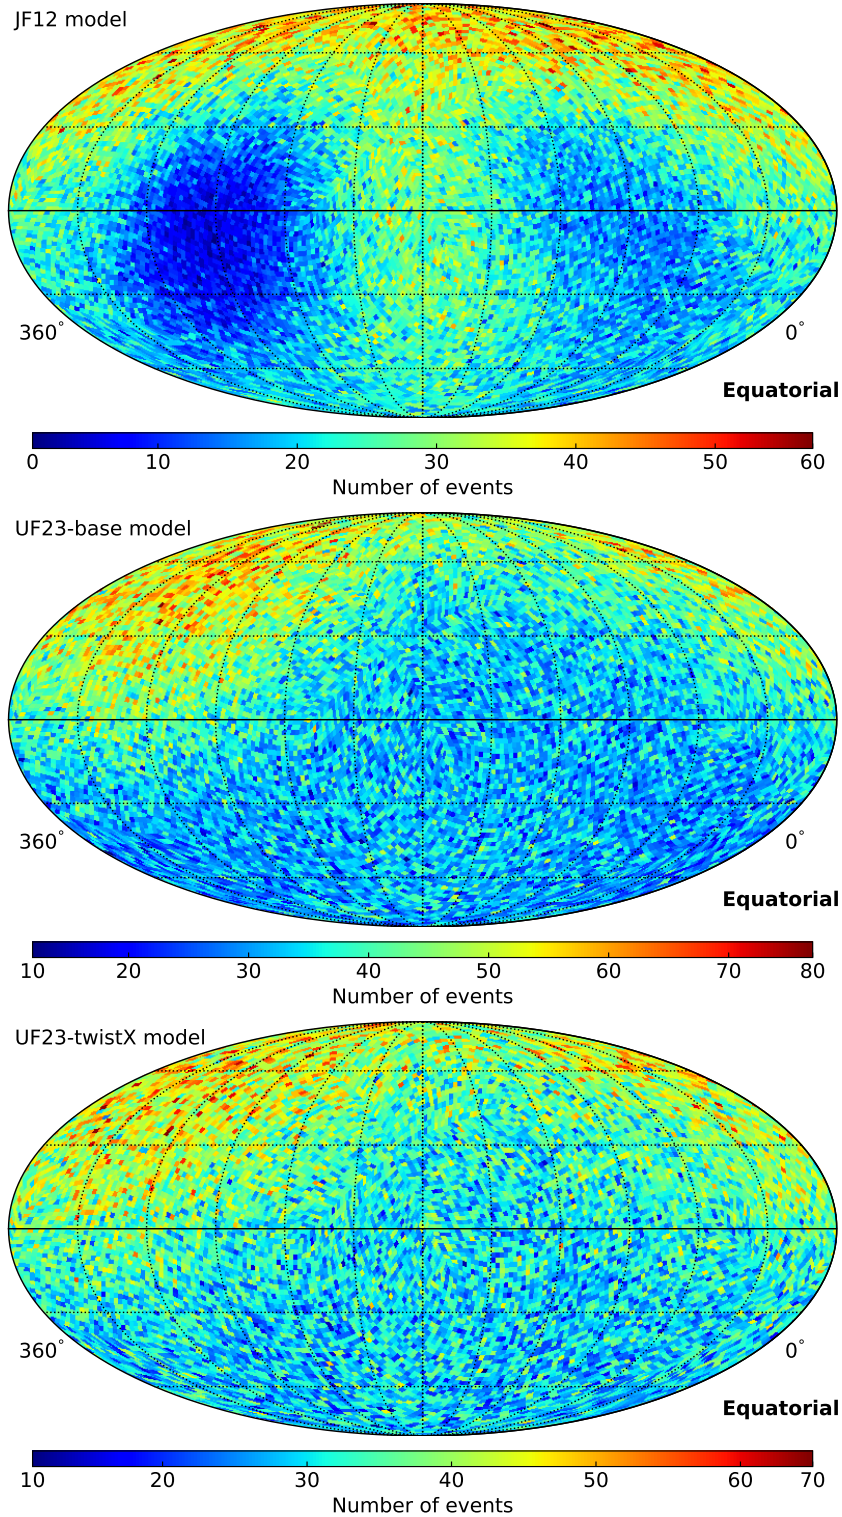 JF12 model
360° 0°
Equatorial
0 10 20 30 40 50 60
Number of events
UF23-base model
360° 0°
Equatorial
10 20 30 40 50 60 70 80
Number of events
UF23-twistX model
360° 0°
Equatorial
10 20 30 40 50 60 70
Number of events